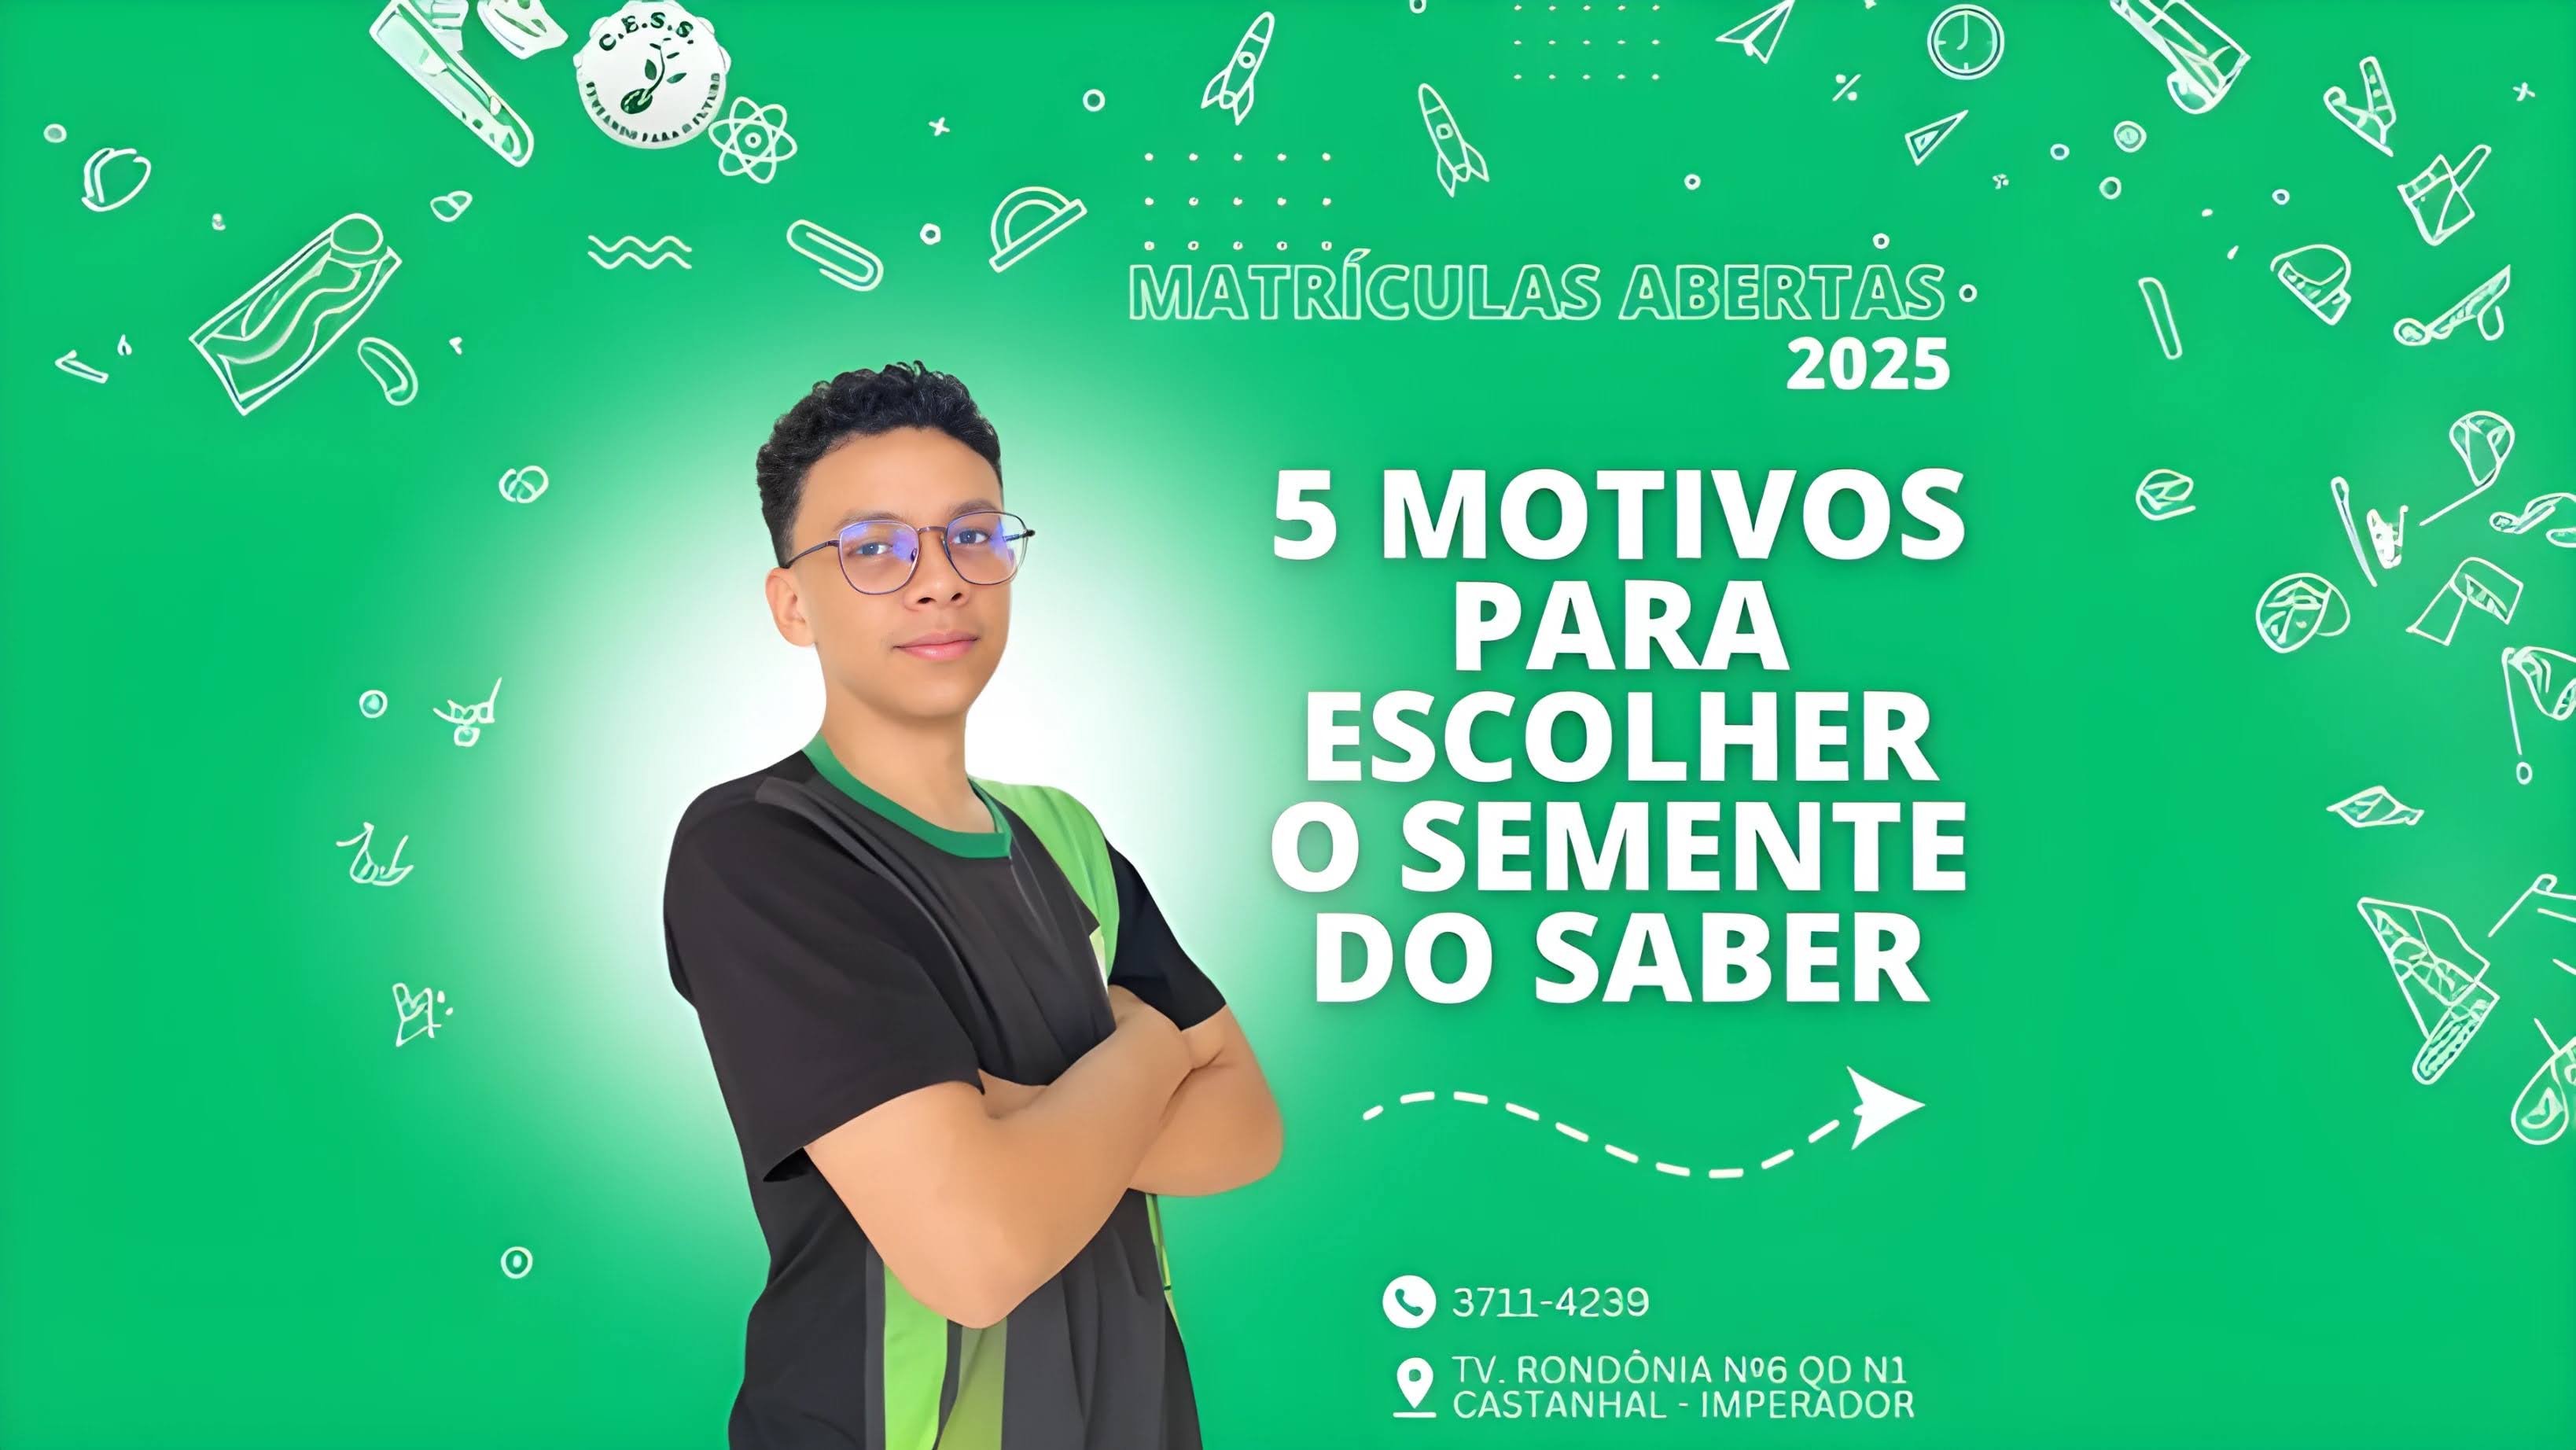 C.E.S.S.
MATRÍCULAS ABERTAS
2025
5 MOTIVOS
PARA
ESCOLHER
O SEMENTE
DO SABER
3711-4239
TV. RONDÔNIA Nº6 QD N1
CASTANHAL - IMPERADOR